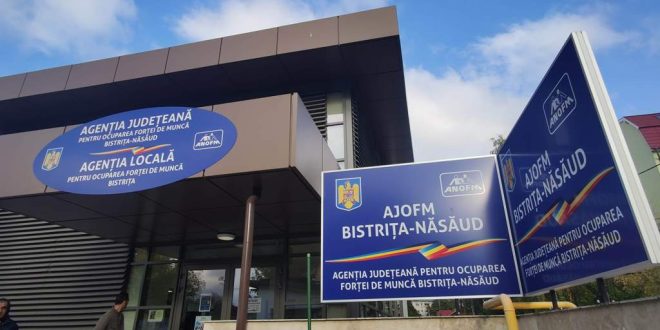 AGENȚIA JUDEȚEANĂ
PENTRU OCUPAREA FORȚEI DE MUNCĂ
BISTRIȚA-NĂSĂUD
ANOFM
AGENȚIA LOCALĂ
PENTRU OCUPAREA FORȚEI DE MUNCĂ
BISTRIȚA
ANOFM
AJOFM
BISTRIȚA-NĂSĂUD
AGENȚIA JUDEȚEANĂ PENTRU OCUPAREA
FORȚEI DE MUNCĂ BISTRIȚA-NĂSĂUD
ANOFM
AJOFM
BISTRIȚA-NĂSĂUD
AGENȚIA JUDEȚEANĂ PENTRU OCUPAREA
FORȚEI DE MUNCĂ BISTRIȚA-NĂSĂUD